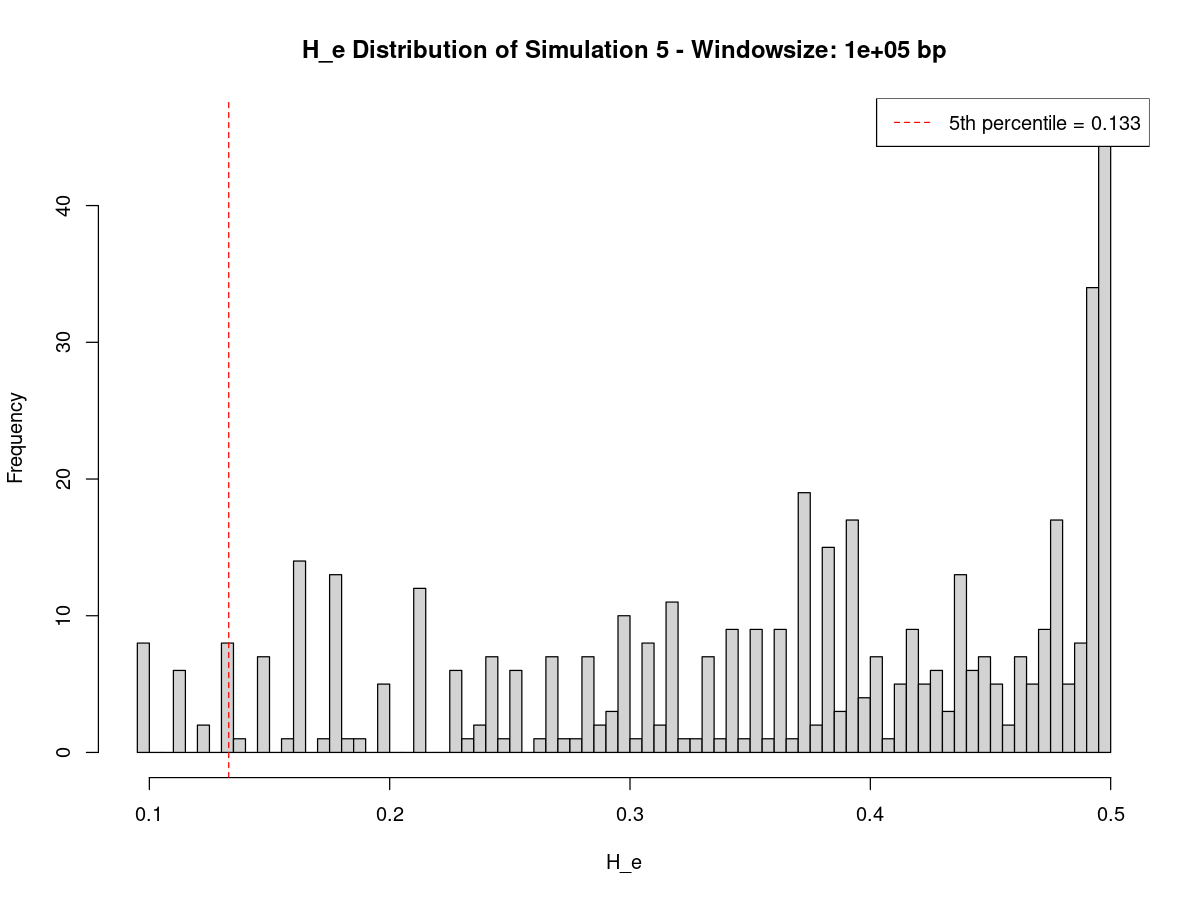 H_e Distribution of Simulation 5 - Windowsize: 1e+05 bp
5th percentile = 0.133
Frequency
40
30
20
10
0
0.1 0.2 0.3 0.4 0.5
H_e